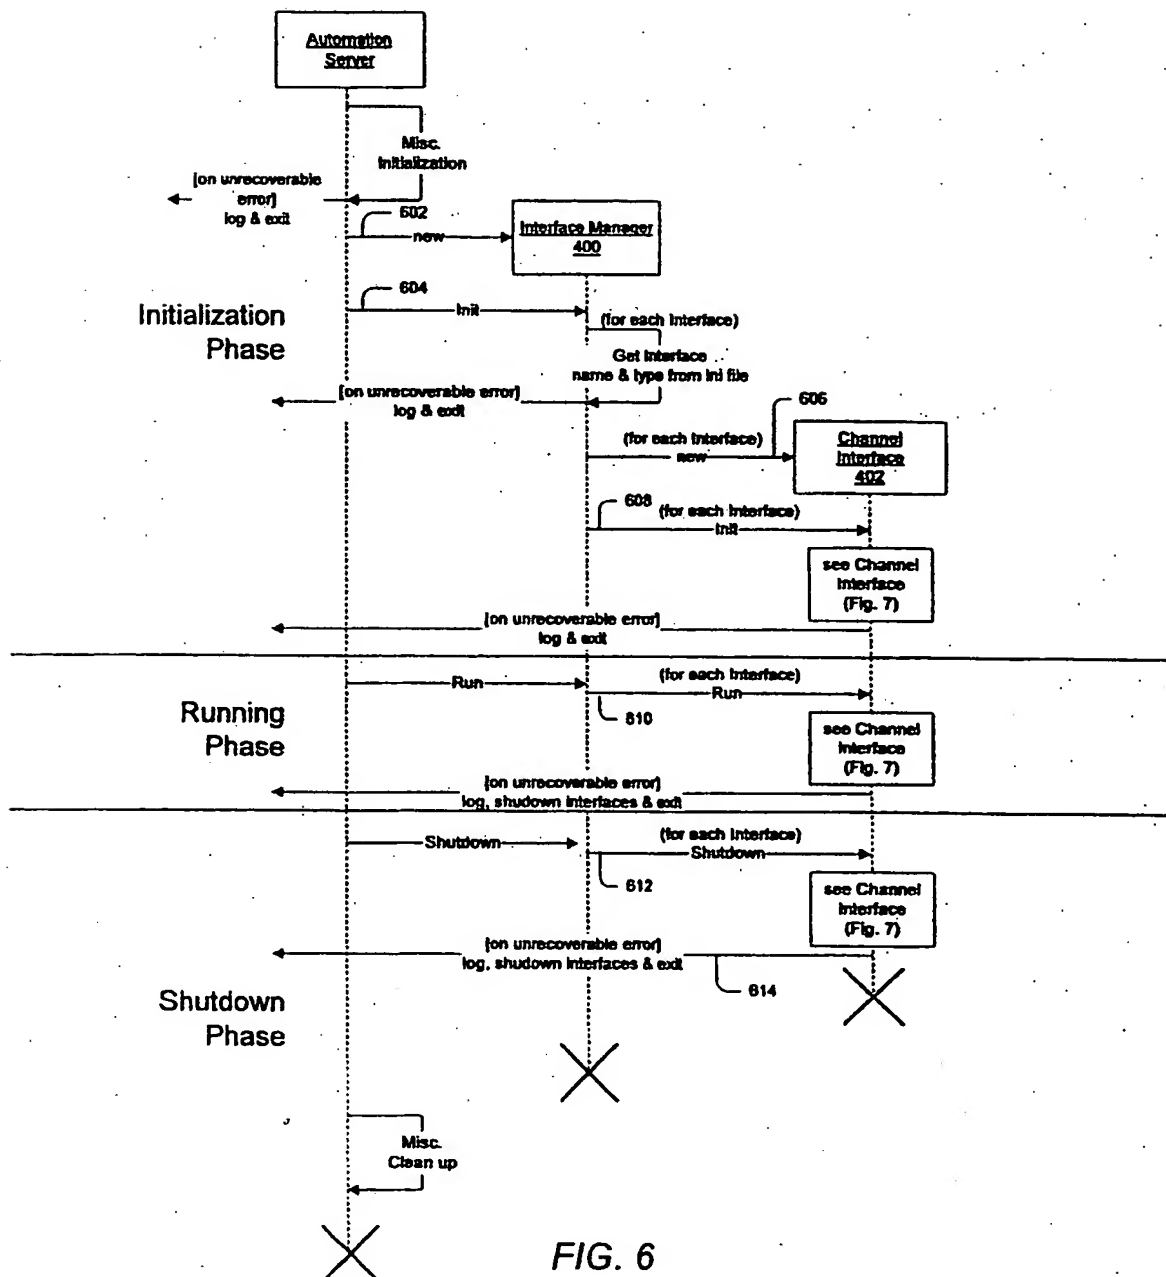 Automation
Server
Misc.
Initialization
[on unrecoverable
error]
log & exit
602
new
Interface Manager
400
604
Init
(for each Interface)
Initialization
Phase
Get Interface
name & type from Ini file
[on unrecoverable error]
log & exit
606
(for each Interface)
new
Channel
Interface
402
608
(for each Interface)
Init
see Channel
Interface
(Fig. 7)
[on unrecoverable error]
log & exit
Run
(for each Interface)
Run
610
Running
Phase
see Channel
Interface
(Fig. 7)
[on unrecoverable error]
log, shudown interfaces & exit
Shutdown
(for each Interface)
Shutdown
612
see Channel
Interface
(Fig. 7)
[on unrecoverable error]
log, shudown interfaces & exit
614
Shutdown
Phase
Misc.
Clean up
FIG. 6